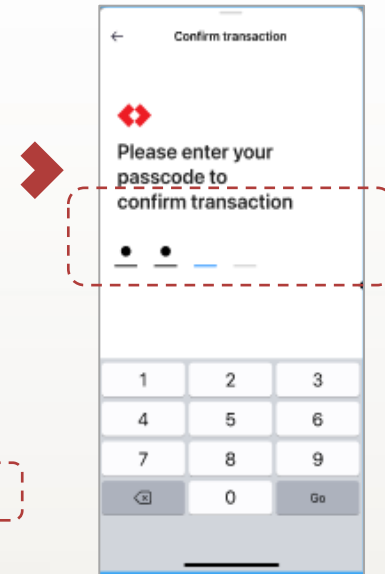 Confirm transaction
Please enter your
passcode to
confirm transaction
1 2 3
4 5 6
7 8 9
0 Go